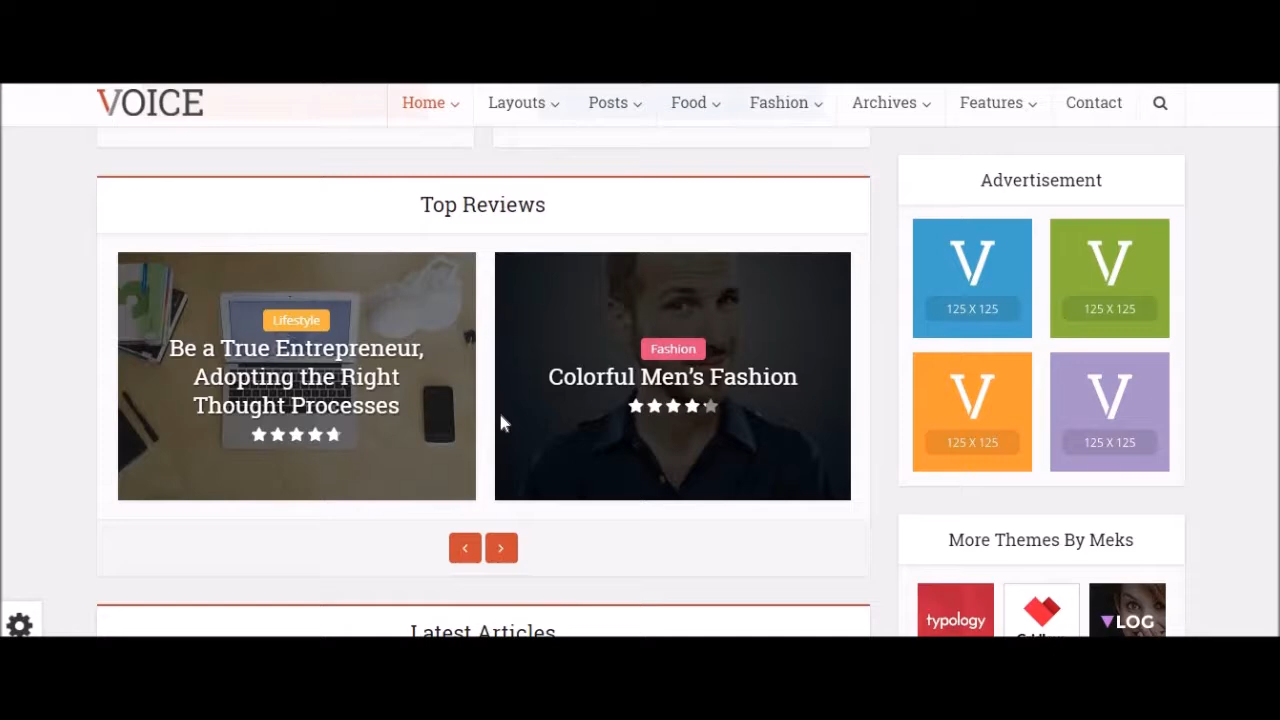 VOICE
Home
Layouts
Posts
Food
Fashion
Archives
Features
Contact
Top Reviews
Lifestyle
Be a True Entrepreneur,
Adopting the Right
Thought Processes
Fashion
Colorful Men's Fashion
Advertisement
V
125 X 125
V
125 X 125
V
125 X 125
V
125 X 125
More Themes By Meks
typology
VLOG
Latest Articles